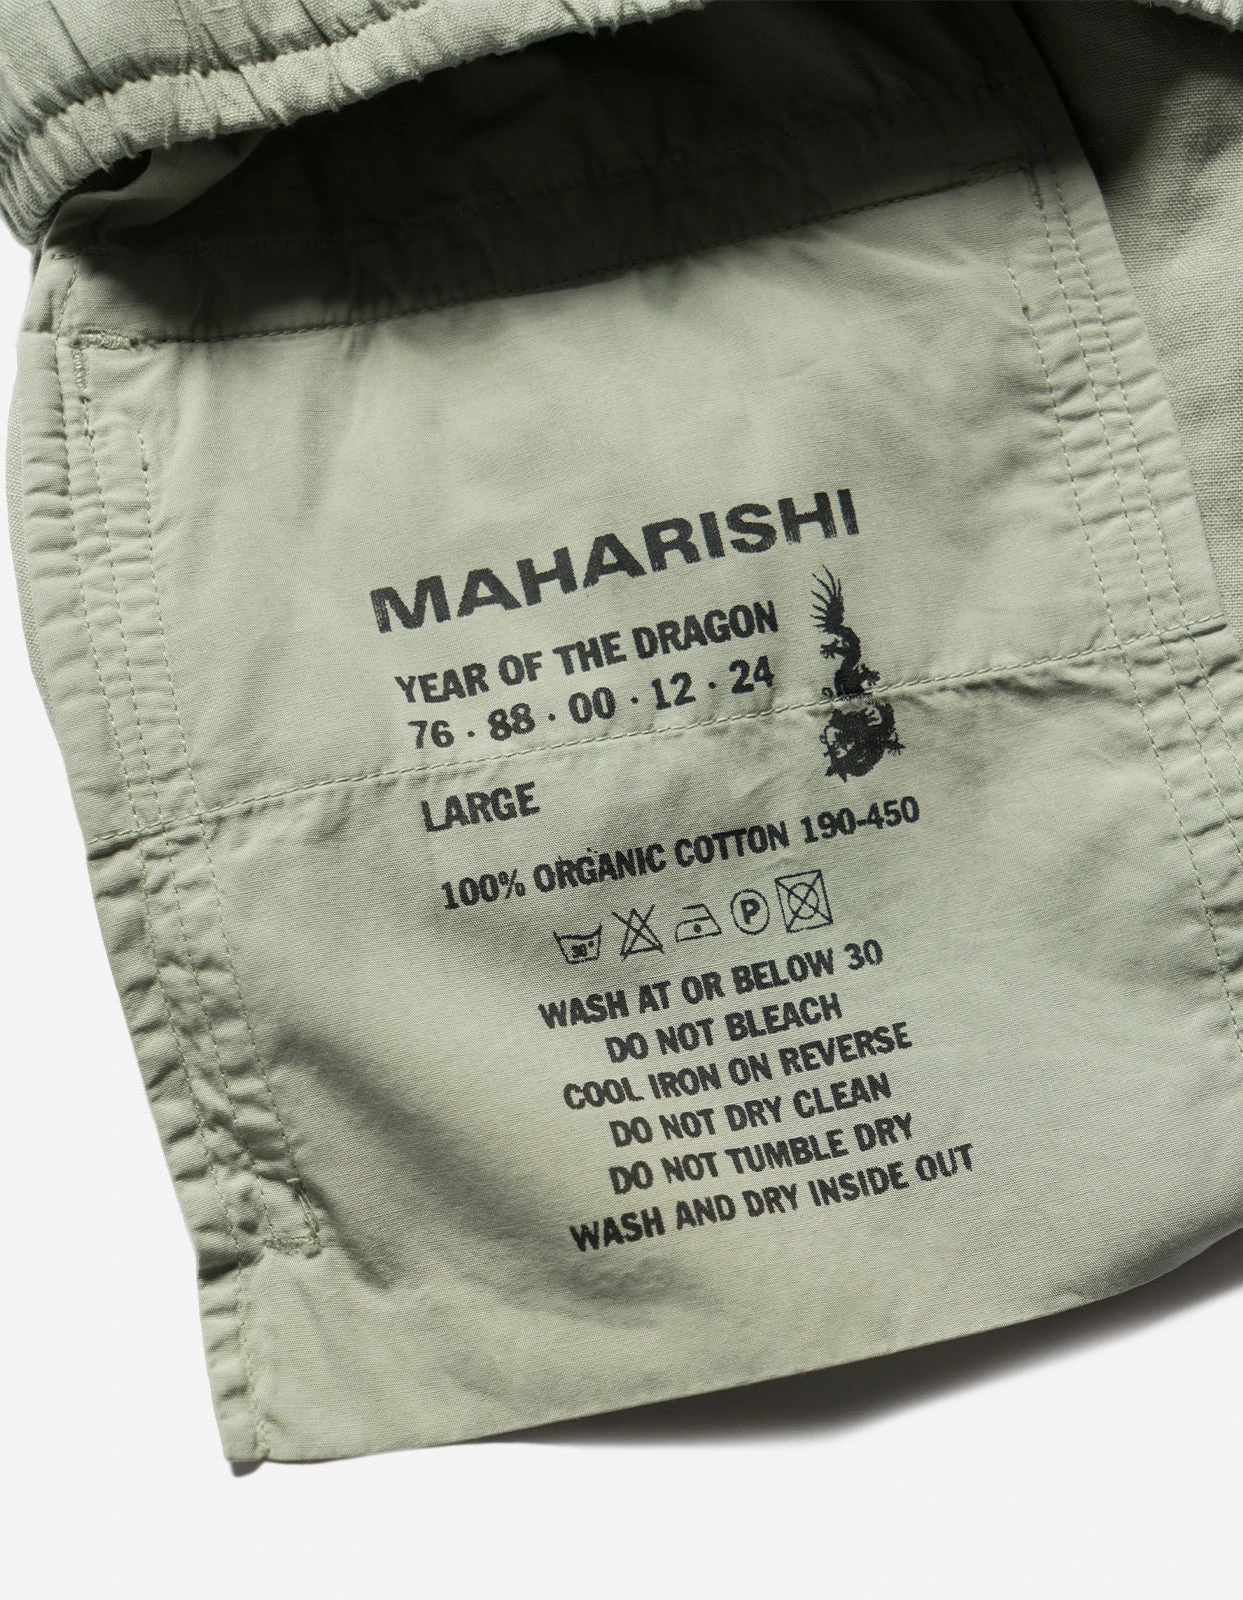 MAHARISHI
YEAR OF THE DRAGON
76 · 88 · 00 · 12 · 24
LARGE
100% ORGANIC COTTON 190-450
30° P
WASH AT OR BELOW 30
DO NOT BLEACH
COOL IRON ON REVERSE
DO NOT DRY CLEAN
DO NOT TUMBLE DRY
WASH AND DRY INSIDE OUT